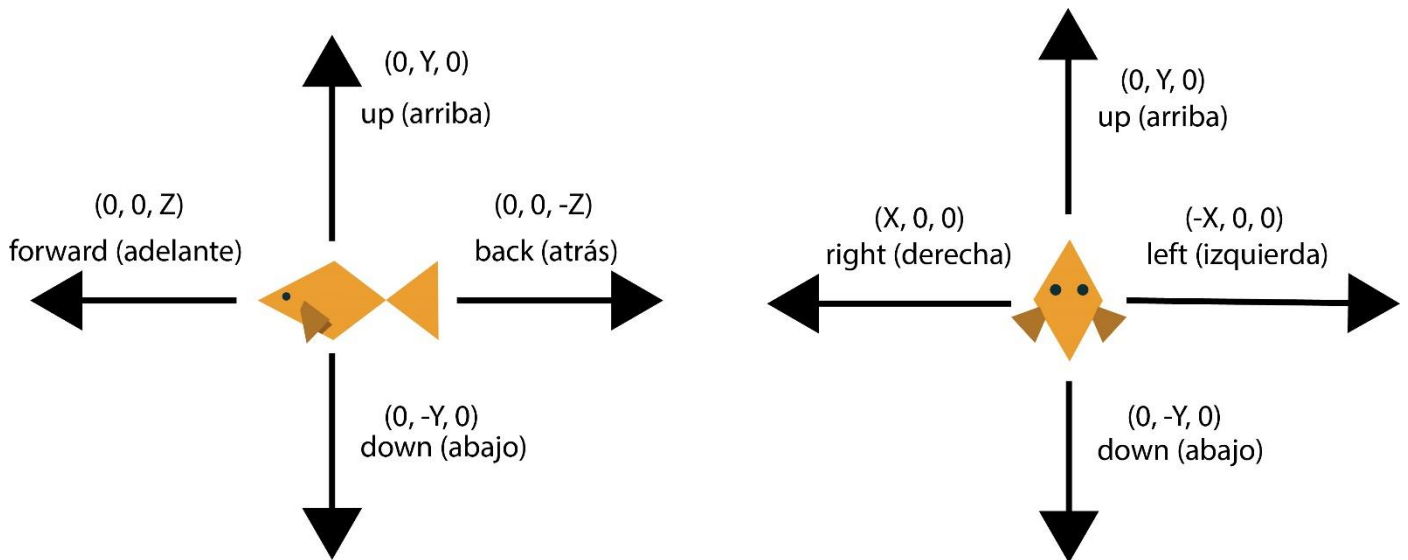 (0, Y, 0)
up (arriba)
(0, 0, Z)
forward (adelante)
(0, 0, -Z)
back (atrás)
(0, -Y, 0)
down (abajo)
(0, Y, 0)
up (arriba)
(X, 0, 0)
right (derecha)
(-X, 0, 0)
left (izquierda)
(0, -Y, 0)
down (abajo)